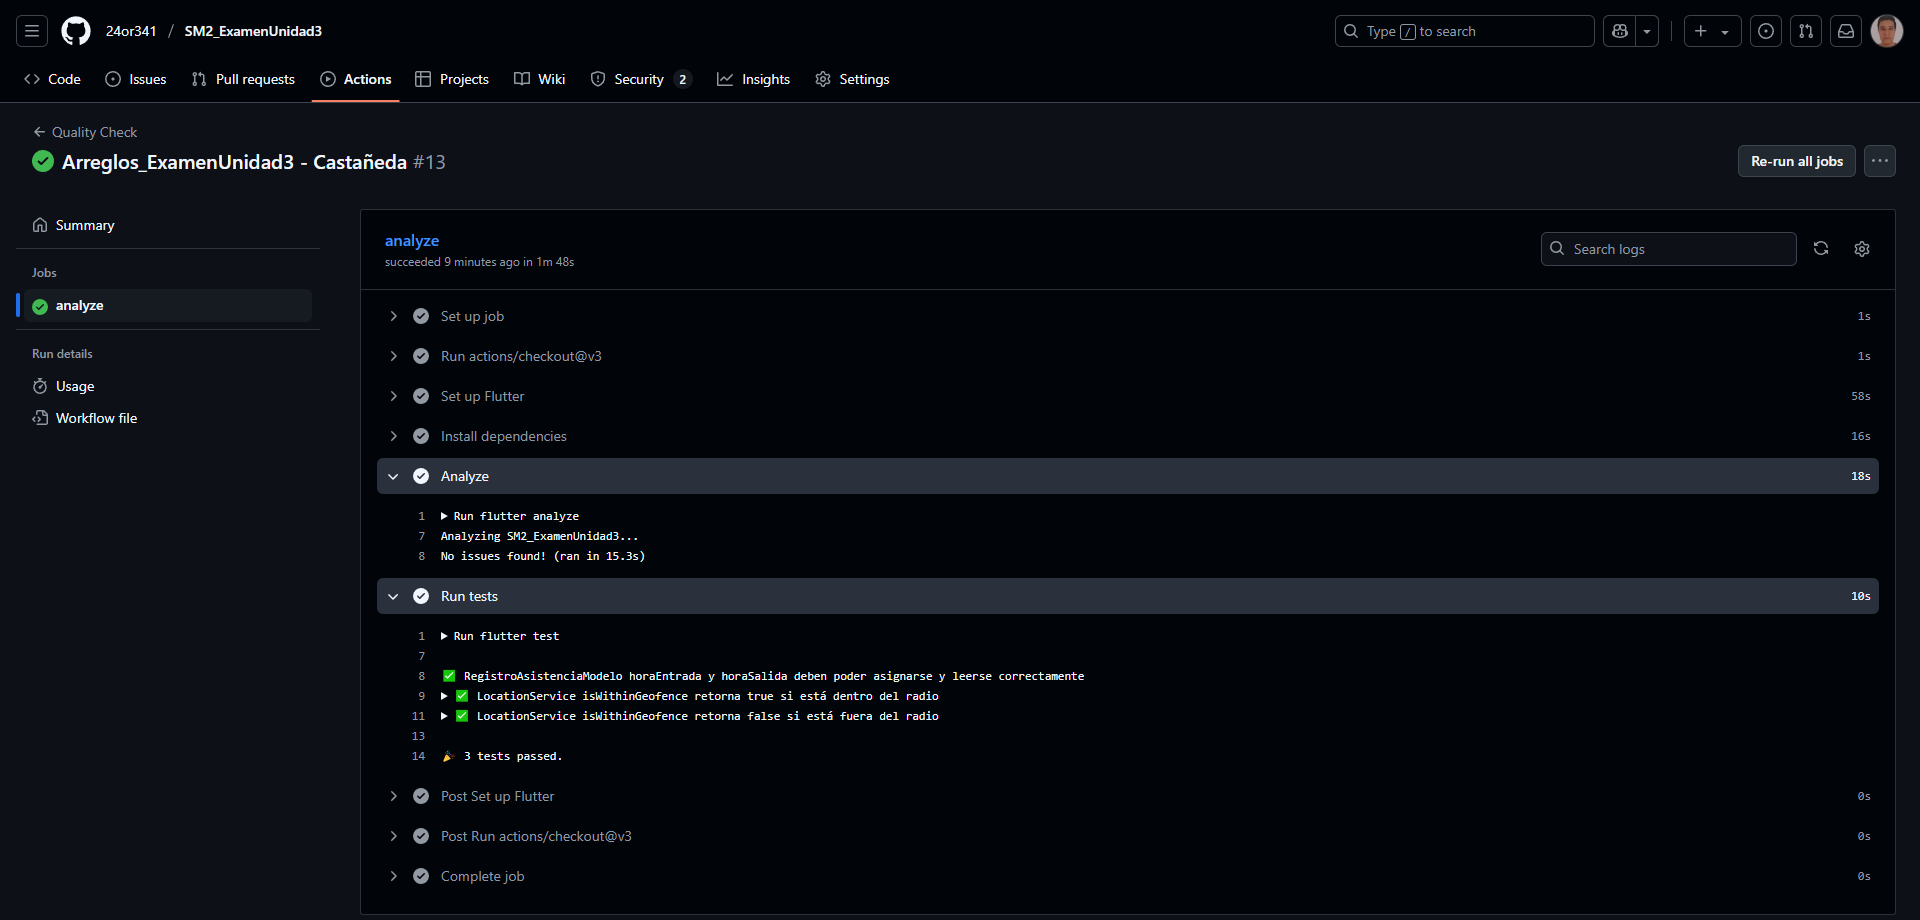 24or341 / SM2_ExamenUnidad3
Type / to search
Code Issues Pull requests Actions Projects Wiki Security 2 Insights Settings
Quality Check
Arreglos_ExamenUnidad3 - Castañeda #13
Re-run all jobs
Summary
Jobs
analyze
Run details
Usage
Workflow file
analyze
succeeded 9 minutes ago in 1m 48s
Search logs
Set up job 1s
Run actions/checkout@v3 1s
Set up Flutter 58s
Install dependencies 16s
Analyze 18s
1 Run flutter analyze
7 Analyzing SM2_ExamenUnidad3...
8 No issues found! (ran in 15.3s)
Run tests 10s
1 Run flutter test
7
8 ✅ RegistroAsistenciaModelo horaEntrada y horaSalida deben poder asignarse y leerse correctamente
9 ✅ LocationService isWithinGeofence retorna true si está dentro del radio
11 ✅ LocationService isWithinGeofence retorna false si está fuera del radio
13
14 🎉 3 tests passed.
Post Set up Flutter 0s
Post Run actions/checkout@v3 0s
Complete job 0s